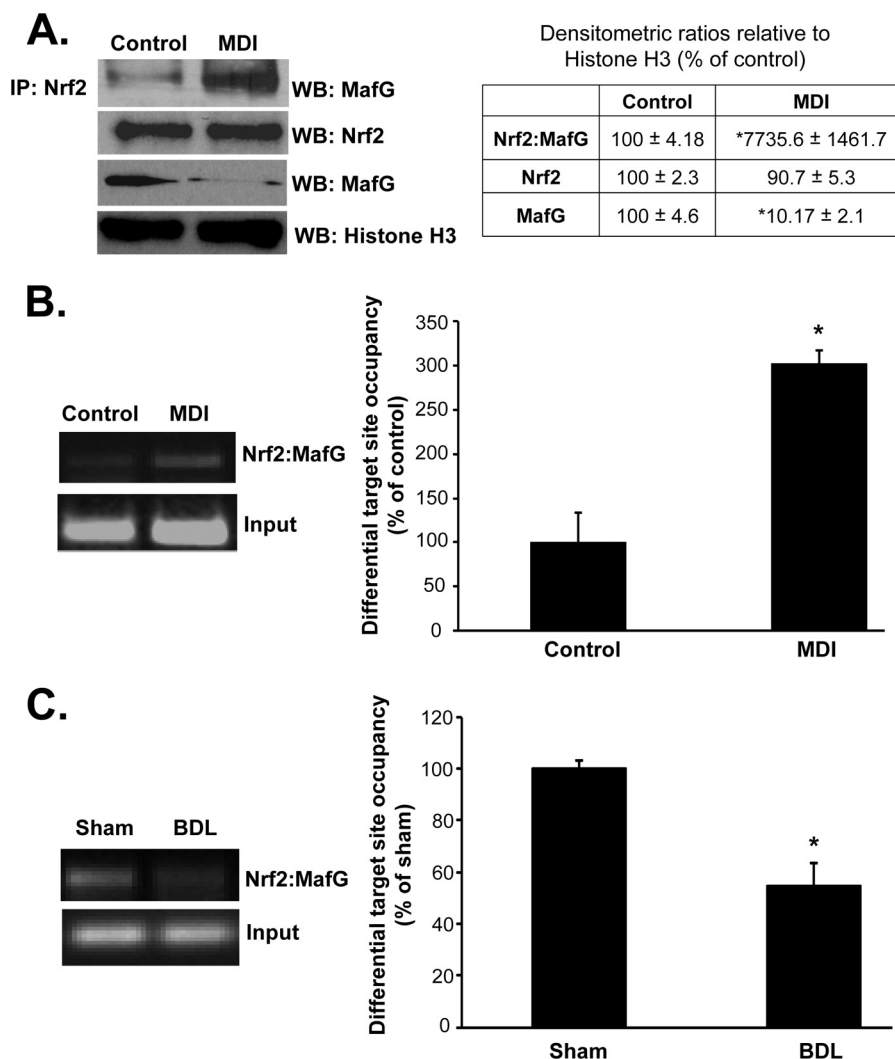 A.
Control MDI
IP: Nrf2
WB: MafG
WB: Nrf2
WB: MafG
WB: Histone H3
Densitometric ratios relative to
Histone H3 (% of control)
Control MDI
Nrf2:MafG 100 ± 4.18 *7735.6 ± 1461.7
Nrf2 100 ± 2.3 90.7 ± 5.3
MafG 100 ± 4.6 *10.17 ± 2.1
B.
Control MDI
Nrf2:MafG
Input
Differential target site occupancy
(% of control)
350
300
250
200
150
100
50
0
*
Control MDI
C.
Sham BDL
Nrf2:MafG
Input
Differential target site occupancy
(% of sham)
120
100
80
60
40
20
0
*
Sham BDL